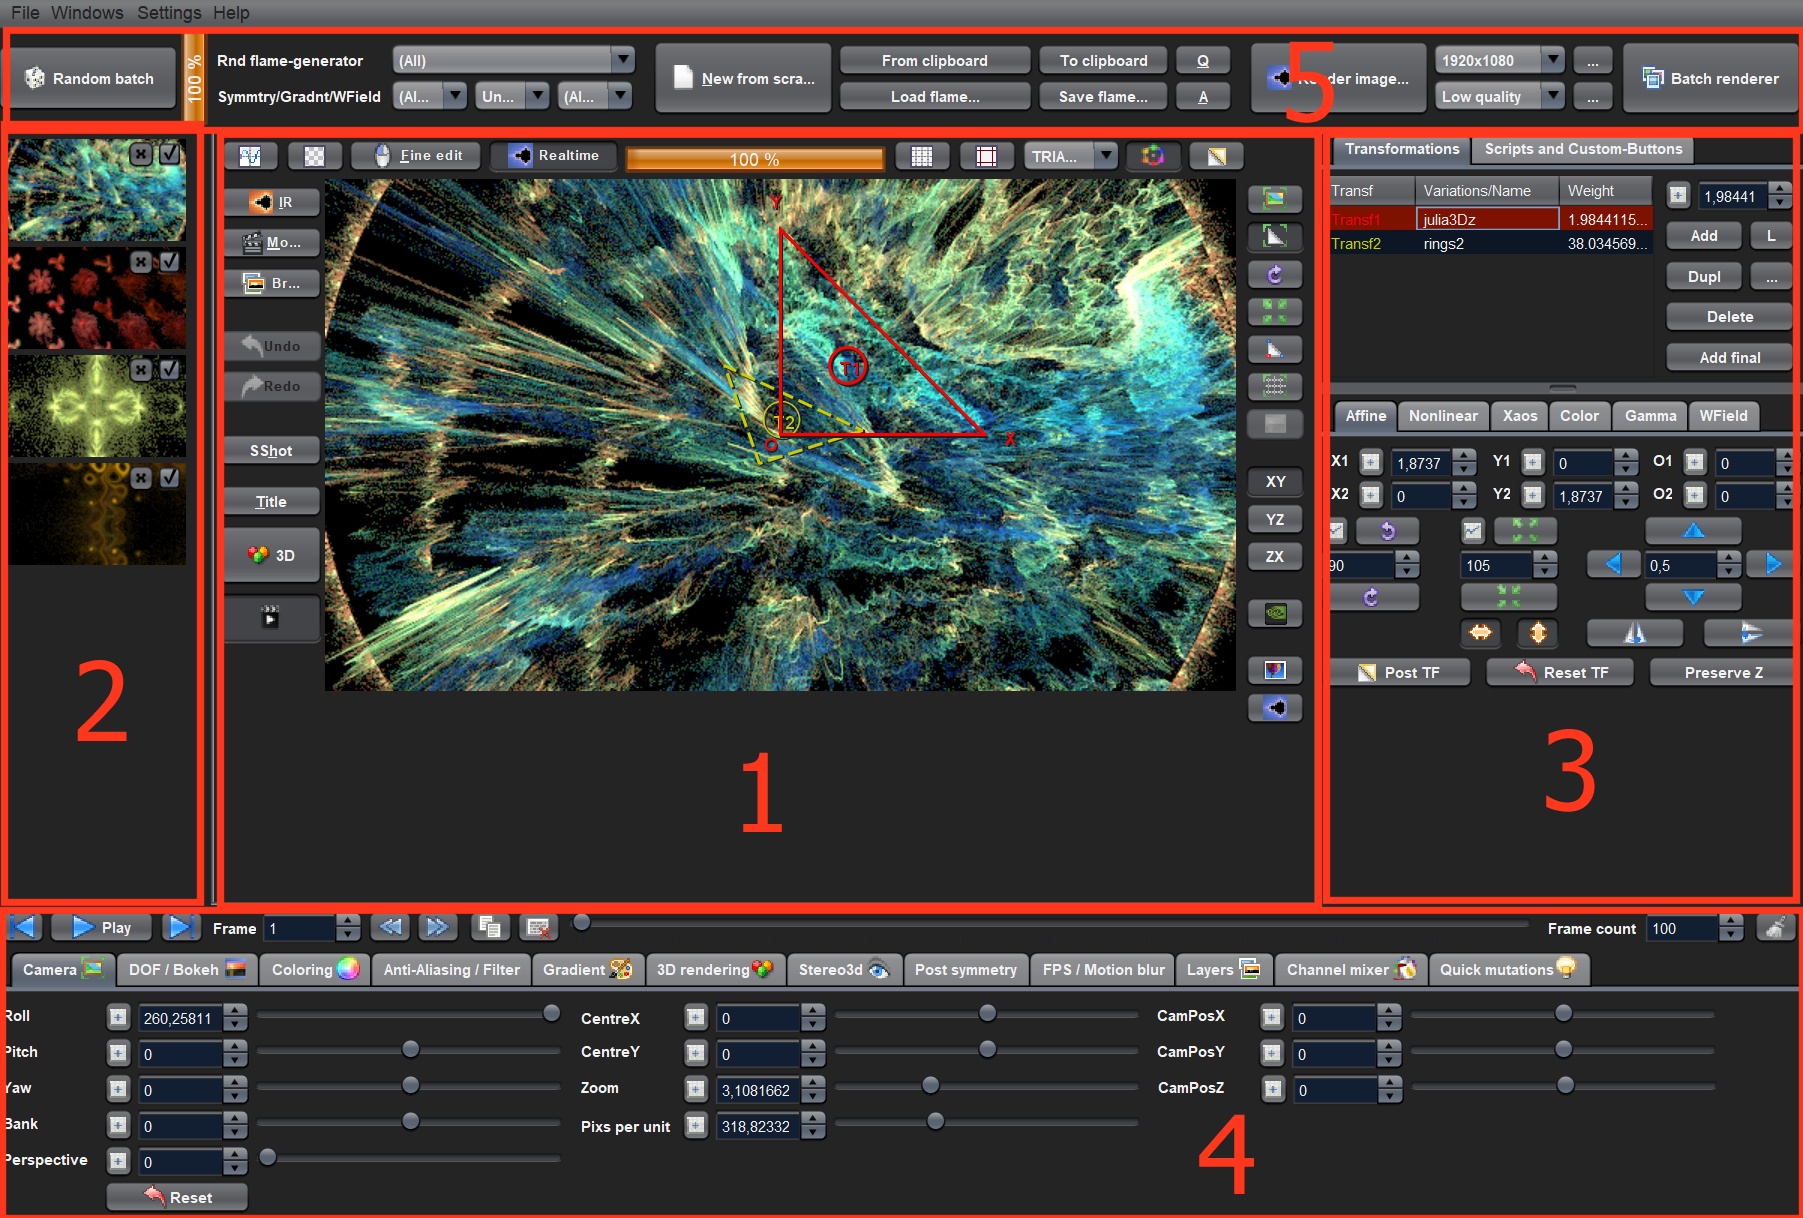 File Windows Settings Help
Random batch
100 %
Rnd flame-generator
(All)
Symmtry/Gradnt/WField
(Al...
Un...
(Al...
New from scra...
From clipboard
To clipboard
Q
Load flame...
Save flame...
A
5
Render image...
1920x1080
...
Low quality
...
Batch renderer
2
Fine edit
Realtime
100 %
TRIA...
IR
Mo...
Br...
Undo
Redo
SShot
Title
3D
Y
T1
T2
O
X
XY
YZ
ZX
1
Transformations
Scripts and Custom-Buttons
Transf Variations/Name Weight
Transf1 julia3Dz 1.9844115...
Transf2 rings2 38.034569...
1,98441
Add
L
Dupl
...
Delete
Add final
Affine Nonlinear Xaos Color Gamma WField
X1 1,8737 Y1 0 O1 0
X2 0 Y2 1,8737 O2 0
90 105 0,5
Post TF
Reset TF
Preserve Z
3
Play
Frame 1
Frame count 100
Camera DOF / Bokeh Coloring Anti-Aliasing / Filter Gradient 3D rendering Stereo3d Post symmetry FPS / Motion blur Layers Channel mixer Quick mutations
Roll 260,25811 CentreX 0 CamPosX 0
Pitch 0 CentreY 0 CamPosY 0
Yaw 0 Zoom 3,1081662 CamPosZ 0
Bank 0 Pixs per unit 318,82332
Perspective 0
Reset
4